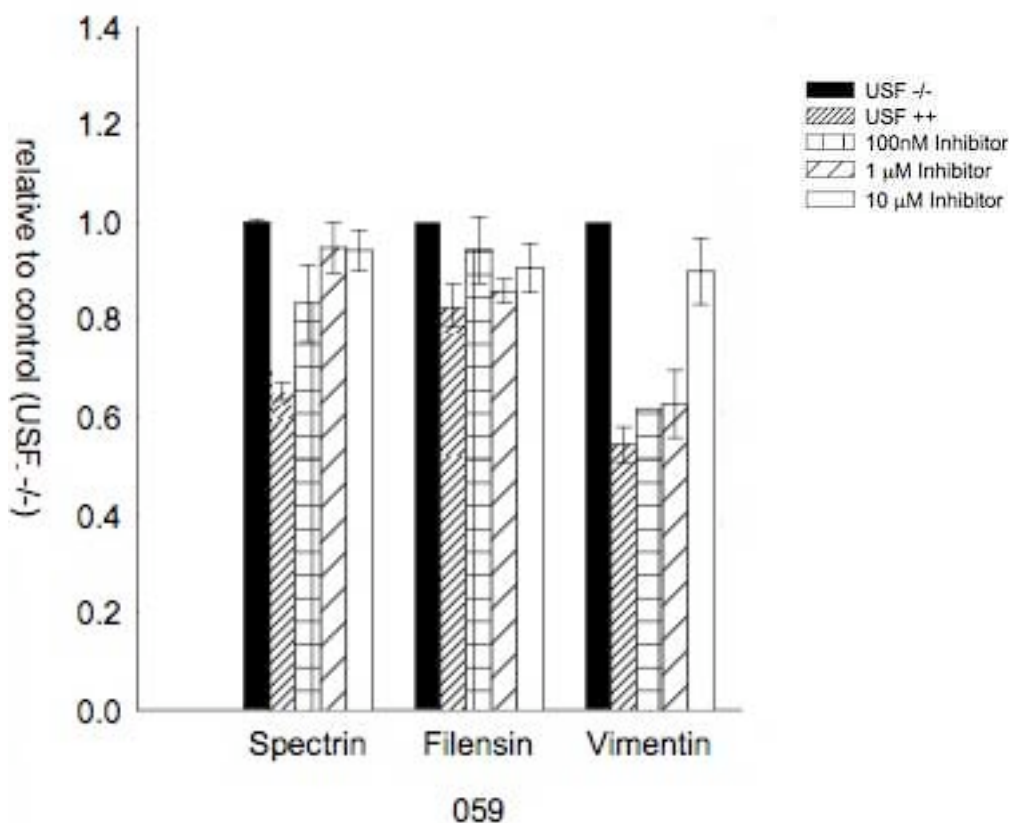 1.4
1.2
1.0
0.8
0.6
0.4
0.2
0.0
relative to control (USF -/-)
USF -/-
USF ++
100nM Inhibitor
1 μM Inhibitor
10 μM Inhibitor
Spectrin Filensin Vimentin
059